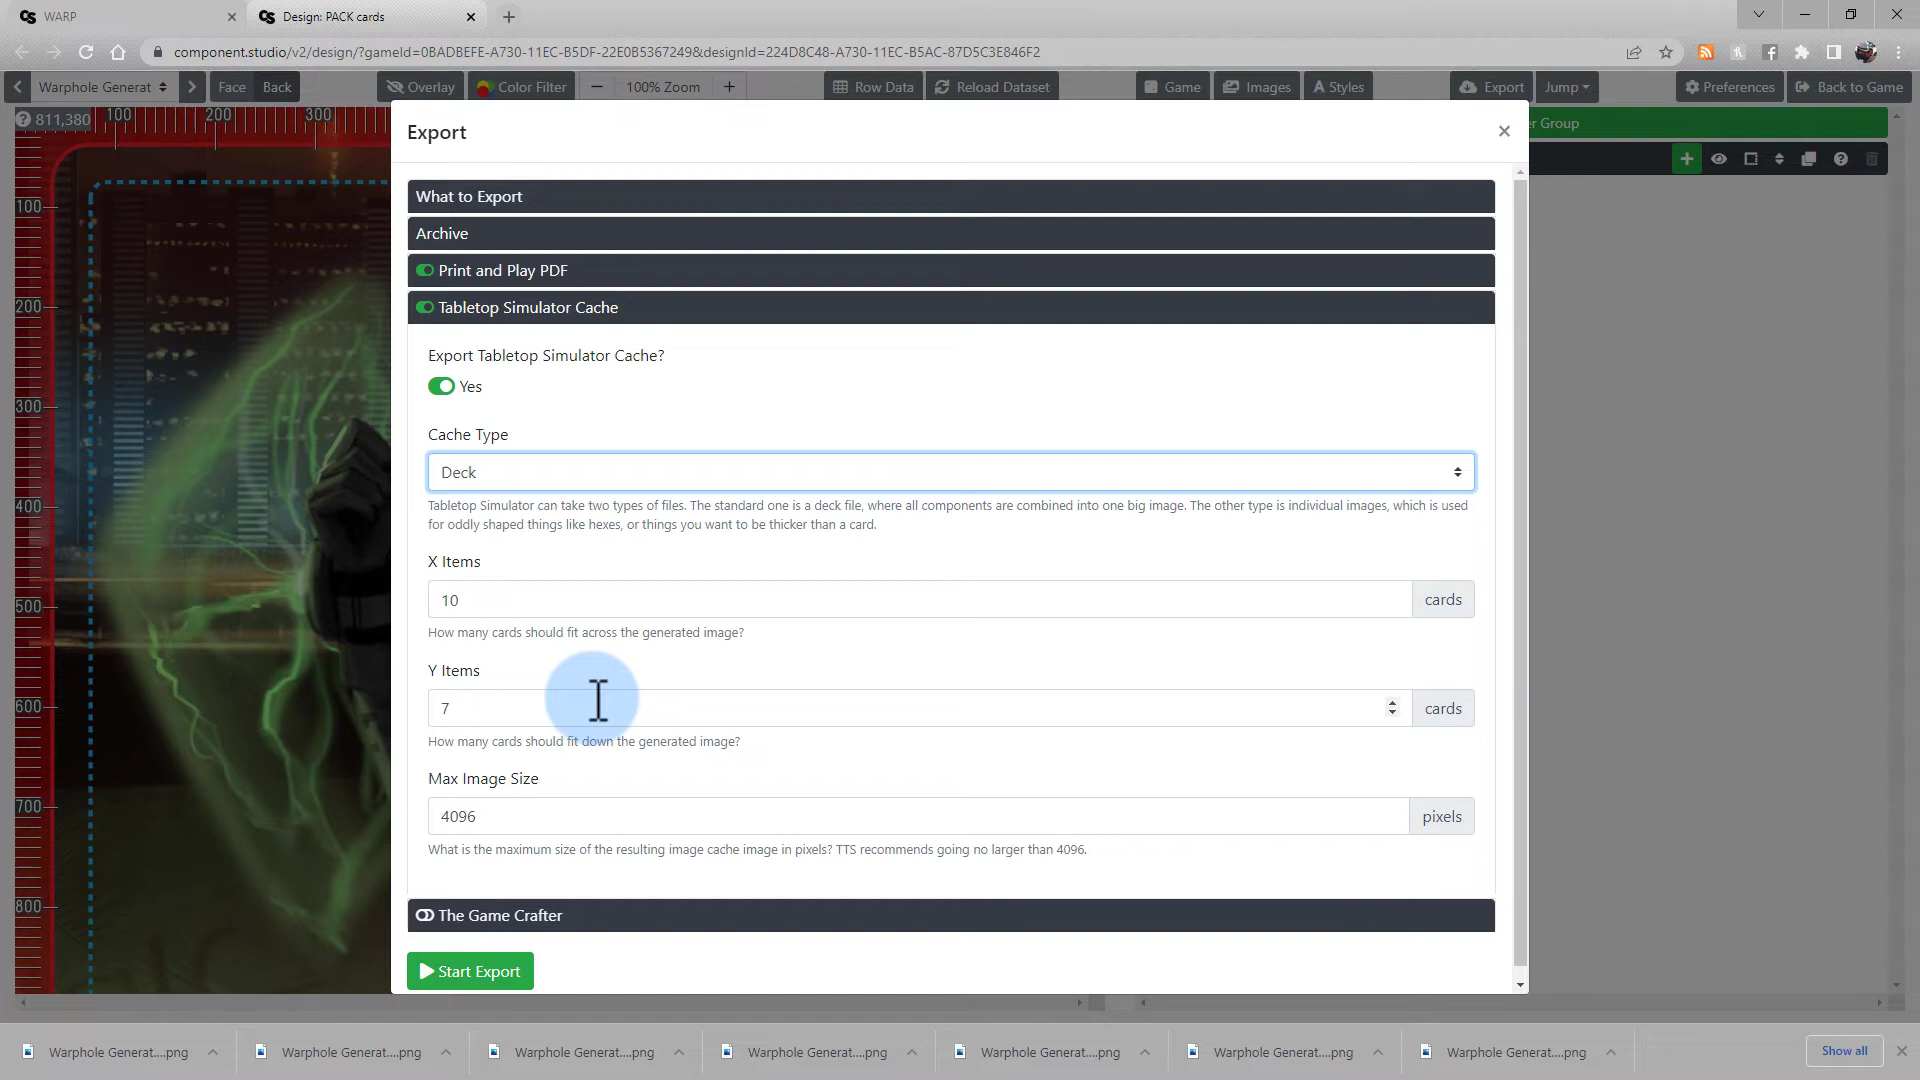 WARP
Design: PACK cards
component.studio/v2/design/?gameId=0BADBEFE-A730-11EC-B5DF-22E0B5367249&designId=224D8C48-A730-11EC-B5AC-87D5C3E846F2
Warphole Generat
Face
Back
Overlay
Color Filter
100% Zoom
Row Data
Reload Dataset
Game
Images
Styles
Export
Jump
Preferences
Back to Game
811,380
100
200
300
Export
er Group
What to Export
100
Archive
Print and Play PDF
200
Tabletop Simulator Cache
300
Export Tabletop Simulator Cache?
Yes
400
Cache Type
Deck
500
Tabletop Simulator can take two types of files. The standard one is a deck file, where all components are combined into one big image. The other type is individual images, which is used
for oddly shaped things like hexes, or things you want to be thicker than a card.
X Items
600
10
cards
How many cards should fit across the generated image?
Y Items
700
7
cards
How many cards should fit down the generated image?
Max Image Size
800
4096
pixels
What is the maximum size of the resulting image cache image in pixels? TTS recommends going no larger than 4096.
900
The Game Crafter
Start Export
Warphole Generat....png
Warphole Generat....png
Warphole Generat....png
Warphole Generat....png
Warphole Generat....png
Warphole Generat....png
Warphole Generat....png
Show all